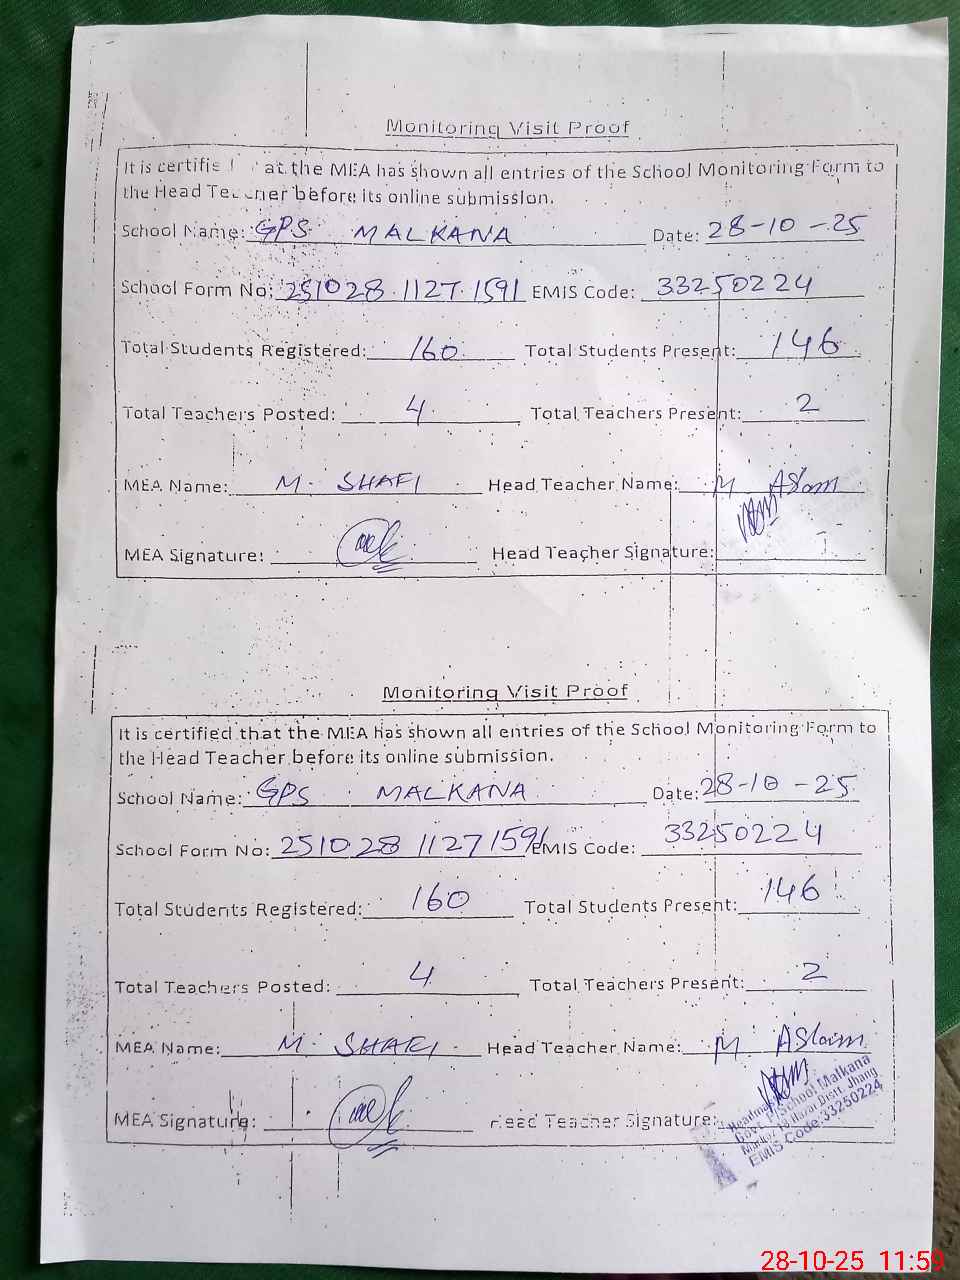 Monitoring Visit Proof
It is certifie at the MEA has shown all entries of the School Monitoring Form to
the Head Teacher before its online submission.
School Name: GPS MALKANA Date: 28-10-25
School Form No: 251028 1127 1591 EMIS Code: 33250224
Total Students Registered: 160 Total Students Present: 146
Total Teachers Posted: 4 Total Teachers Present: 2
MEA Name: M. SHAFI Head Teacher Name: M Aslam
MEA Signature: Head Teacher Signature:
Monitoring Visit Proof
It is certified that the MEA has shown all entries of the School Monitoring Form to
the Head Teacher before its online submission.
School Name: GPS MALKANA Date: 28-10-25
School Form No: 251028 1127 1591 EMIS Code: 33250224
Total Students Registered: 160 Total Students Present: 146
Total Teachers Posted: 4 Total Teachers Present: 2
MEA Name: M. SHAFI Head Teacher Name: M Aslam
MEA Signature: Head Teacher Signature:
School Malkana
Distt. Jhang
EMIS Code:33250224
28-10-25 11:59